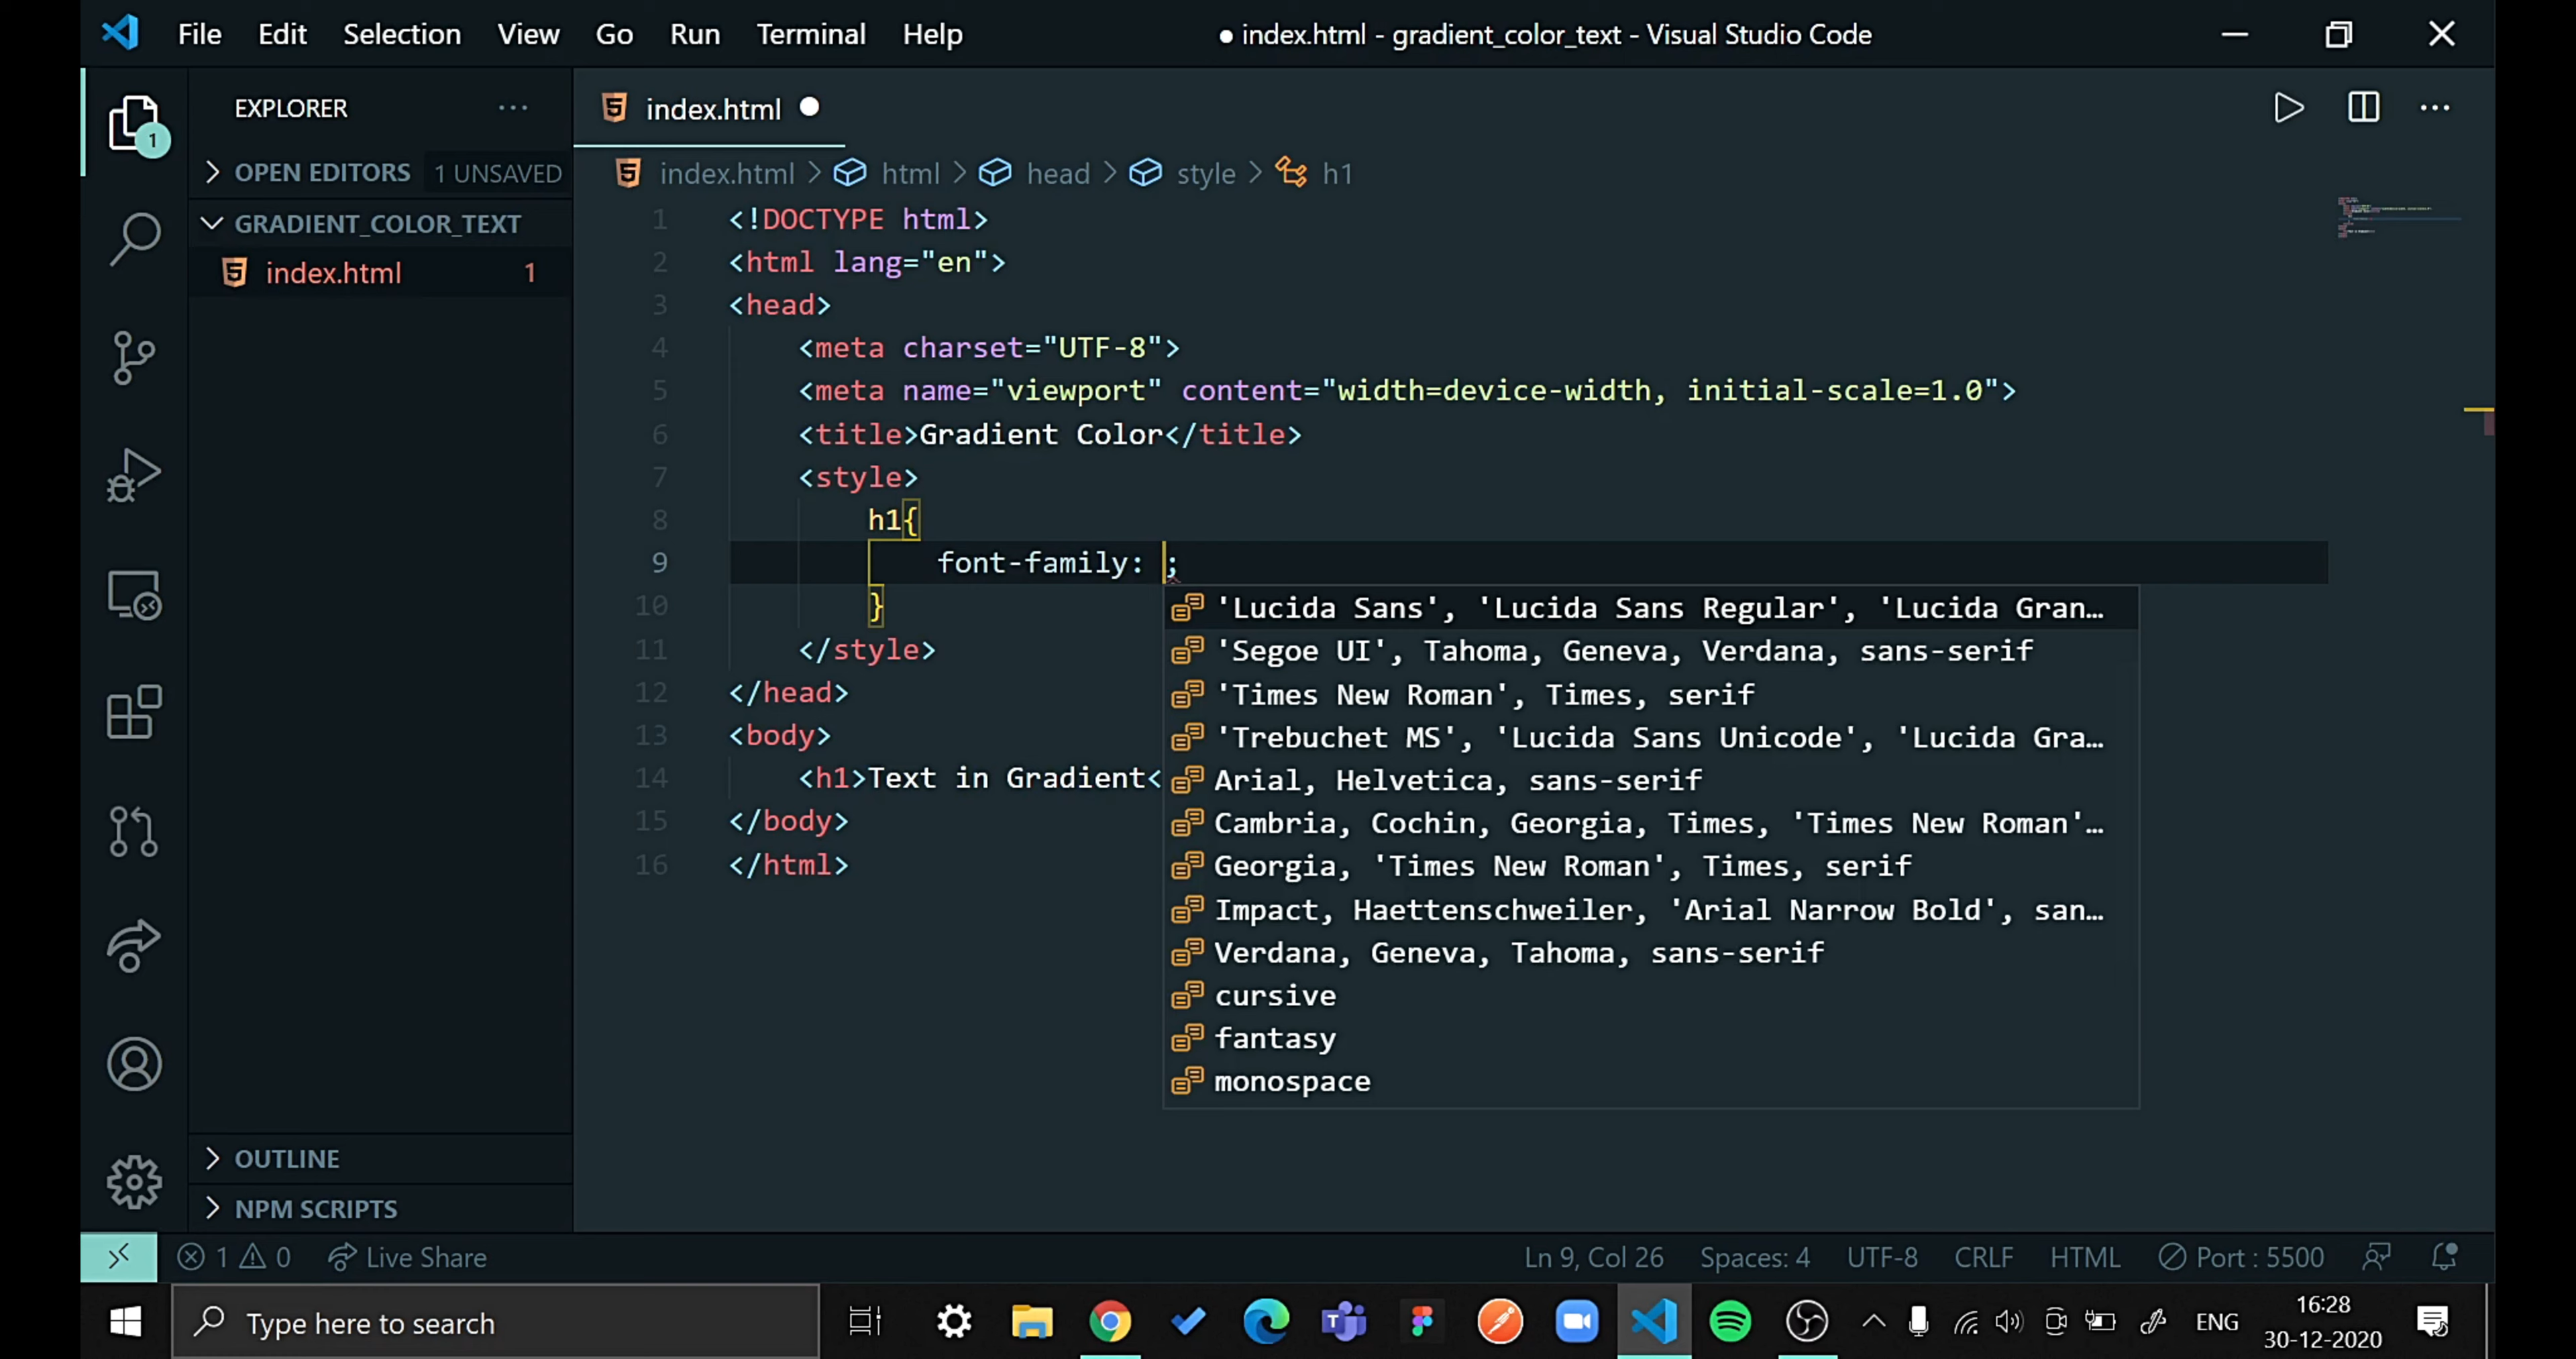 File Edit Selection View Go Run Terminal Help
● index.html - gradient_color_text - Visual Studio Code
EXPLORER ···
1
OPEN EDITORS 1 UNSAVED
GRADIENT_COLOR_TEXT
index.html 1
OUTLINE
NPM SCRIPTS
index.html ●
index.html > html > head > style > h1
1 <!DOCTYPE html>
2 <html lang="en">
3 <head>
4 <meta charset="UTF-8">
5 <meta name="viewport" content="width=device-width, initial-scale=1.0">
6 <title>Gradient Color</title>
7 <style>
8 h1{
9 font-family: ;
10 }
11 </style>
12 </head>
13 <body>
14 <h1>Text in Gradient<
15 </body>
16 </html>
'Lucida Sans', 'Lucida Sans Regular', 'Lucida Gran…
'Segoe UI', Tahoma, Geneva, Verdana, sans-serif
'Times New Roman', Times, serif
'Trebuchet MS', 'Lucida Sans Unicode', 'Lucida Gra…
Arial, Helvetica, sans-serif
Cambria, Cochin, Georgia, Times, 'Times New Roman'…
Georgia, 'Times New Roman', Times, serif
Impact, Haettenschweiler, 'Arial Narrow Bold', san…
Verdana, Geneva, Tahoma, sans-serif
cursive
fantasy
monospace
1 0 Live Share
Ln 9, Col 26 Spaces: 4 UTF-8 CRLF HTML Port : 5500
Type here to search
ENG
16:28
30-12-2020